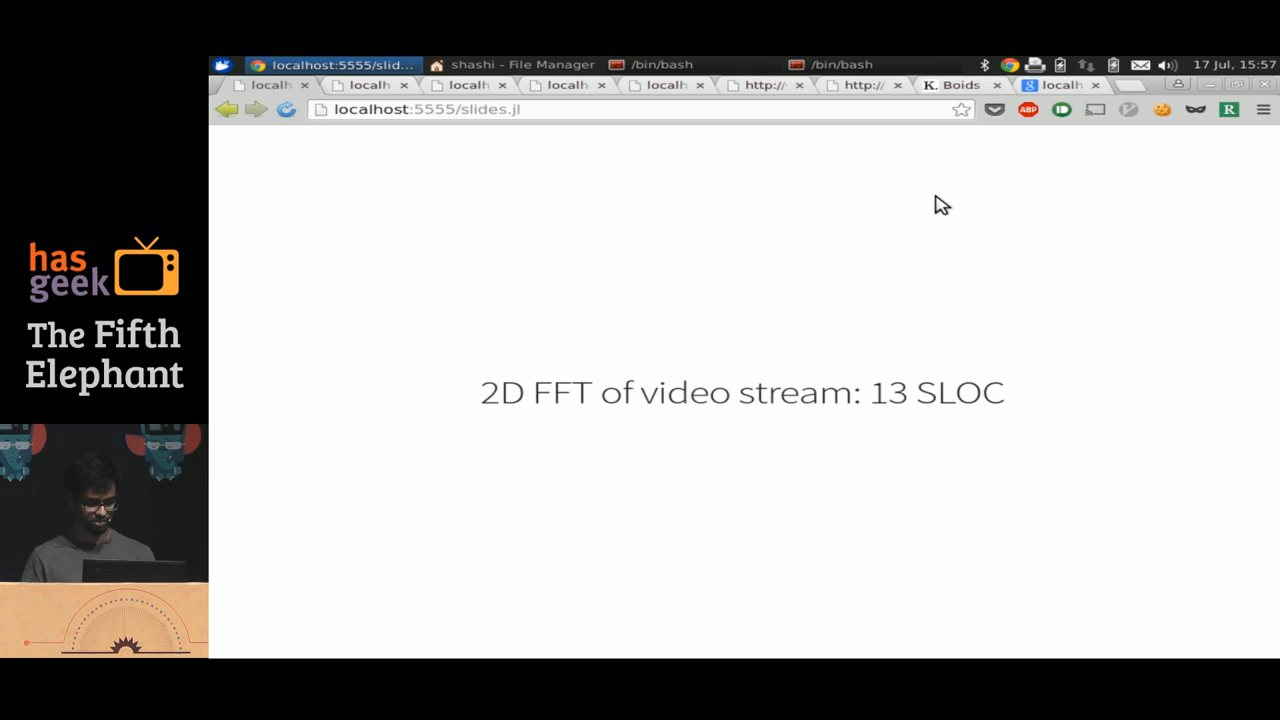 localhost:5555/slid...
shashi - File Manager
/bin/bash
/bin/bash
17 Jul, 15:57
localh
localh
localh
localh
localh
http://
http://
K. Boids
g localh
localhost:5555/slides.jl
ABP
R
has
geek
The Fifth
Elephant
2D FFT of video stream: 13 SLOC